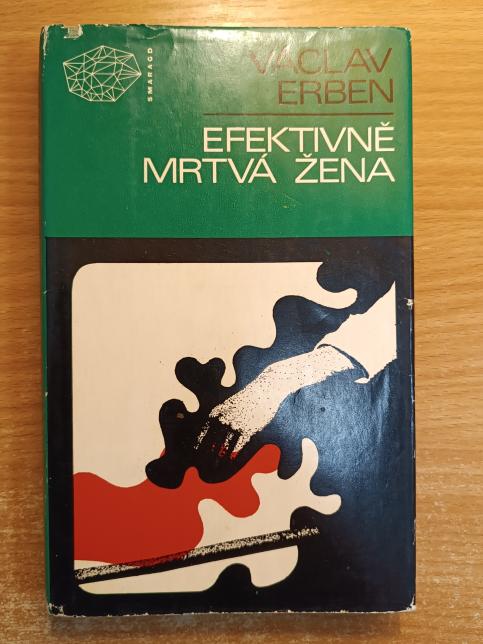 SMARAGD
VÁCLAV
ERBEN
EFEKTIVNĚ
MRTVÁ ŽENA